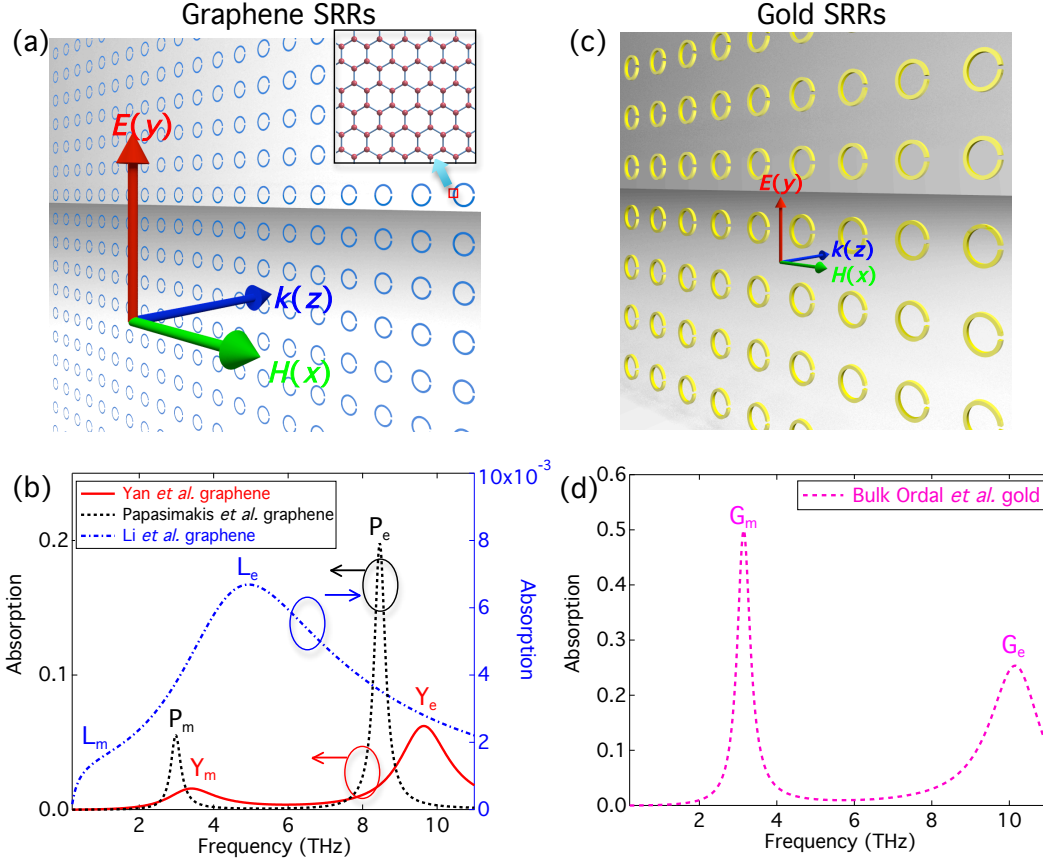 Graphene SRRs
Gold SRRs
(a)
E(y)
k(z)
H(x)
(c)
E(y)
k(z)
H(x)
(b)
Yan et al. graphene
Papasimakis et al. graphene
Li et al. graphene
10x10-3
8
6
4
2
0
Absorption
0.2
0.1
0.0
Absorption
Lm
Le
Pm
Pe
Ym
Ye
2 4 6 8 10
Frequency (THz)
(d)
Bulk Ordal et al. gold
0.6
0.5
0.4
0.3
0.2
0.1
0.0
Absorption
Gm
Ge
2 4 6 8 10
Frequency (THz)